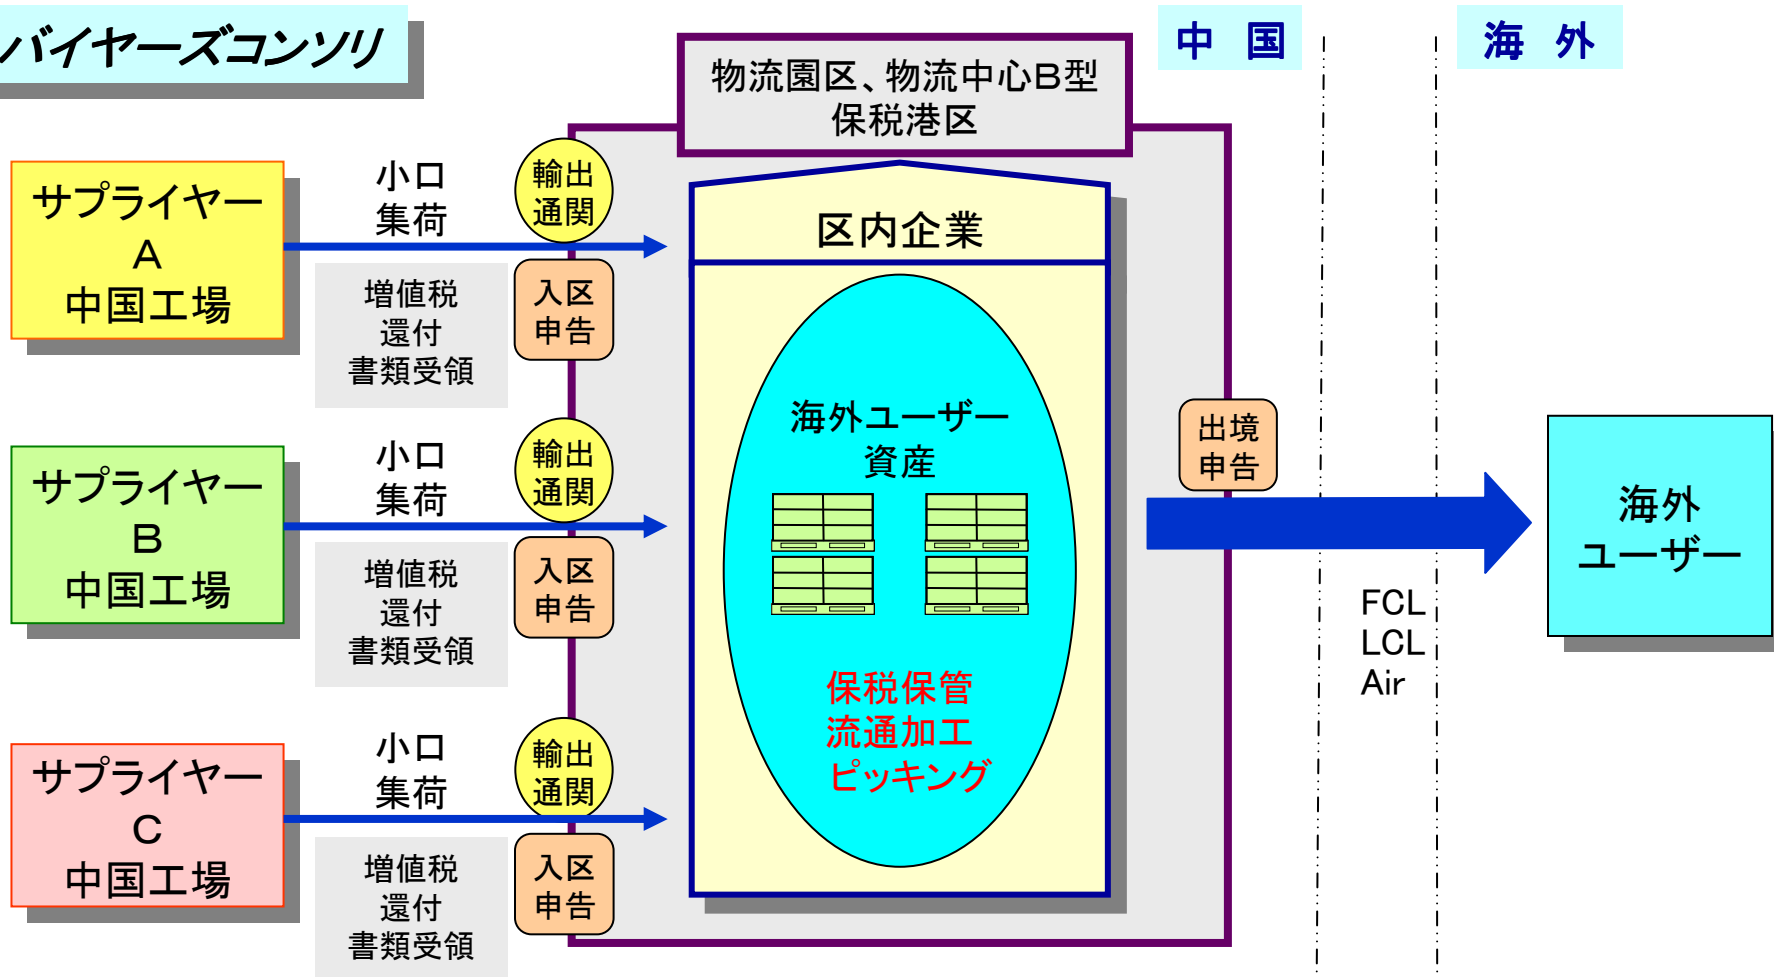 バイヤーズコンソリ
中 国
海 外
物流園区、物流中心B型
保税港区
サプライヤー
A
中国工場
小口
集荷
輸出
通関
増値税
還付
書類受領
入区
申告
サプライヤー
B
中国工場
小口
集荷
輸出
通関
増値税
還付
書類受領
入区
申告
サプライヤー
C
中国工場
小口
集荷
輸出
通関
増値税
還付
書類受領
入区
申告
区内企業
海外ユーザー
資産
保税保管
流通加工
ピッキング
出境
申告
FCL
LCL
Air
海外
ユーザー